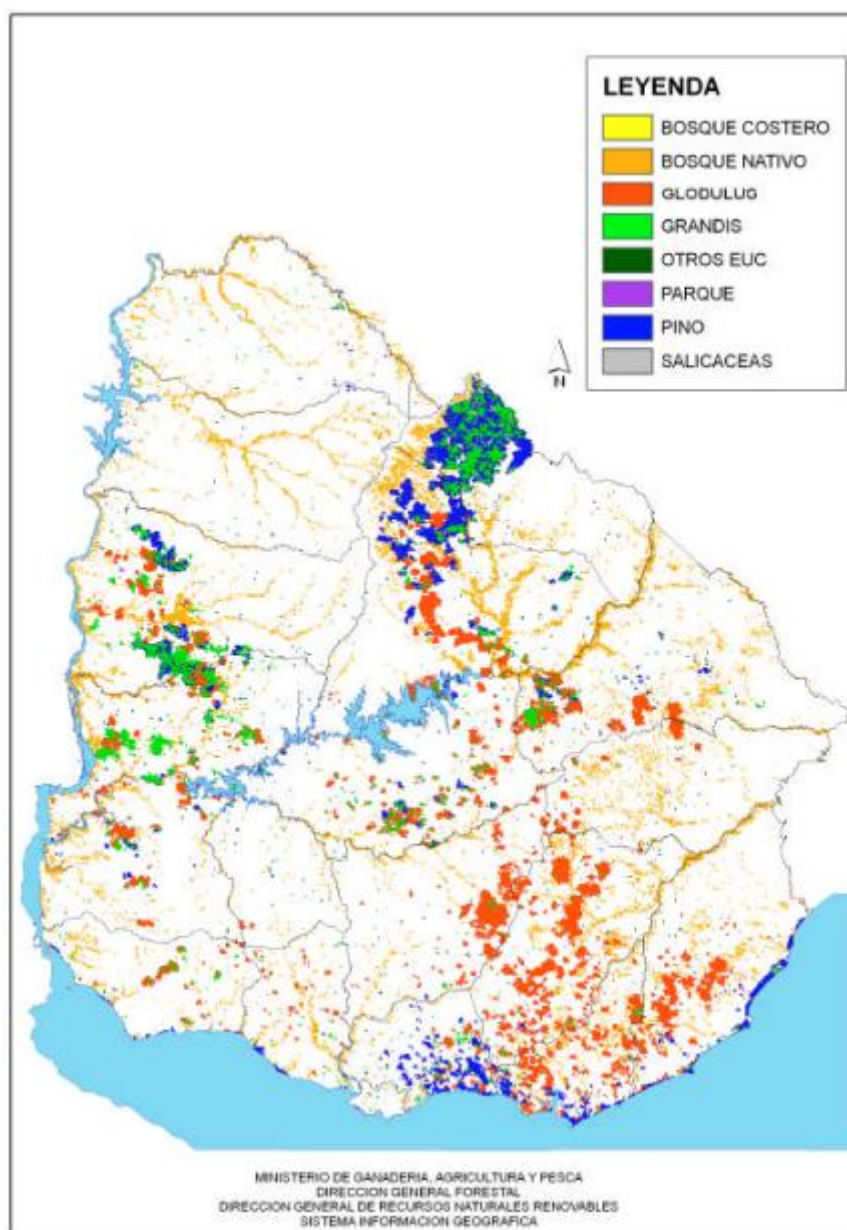 LEYENDA
BOSQUE COSTERO
BOSQUE NATIVO
GLODULUG
GRANDIS
OTROS EUC
PARQUE
PINO
SALICACEAS
N
MINISTERIO DE GANADERIA, AGRICULTURA Y PESCA
DIRECCION GENERAL FORESTAL
DIRECCION GENERAL DE RECURSOS NATURALES RENOVABLES
SISTEMA INFORMACION GEOGRAFICA